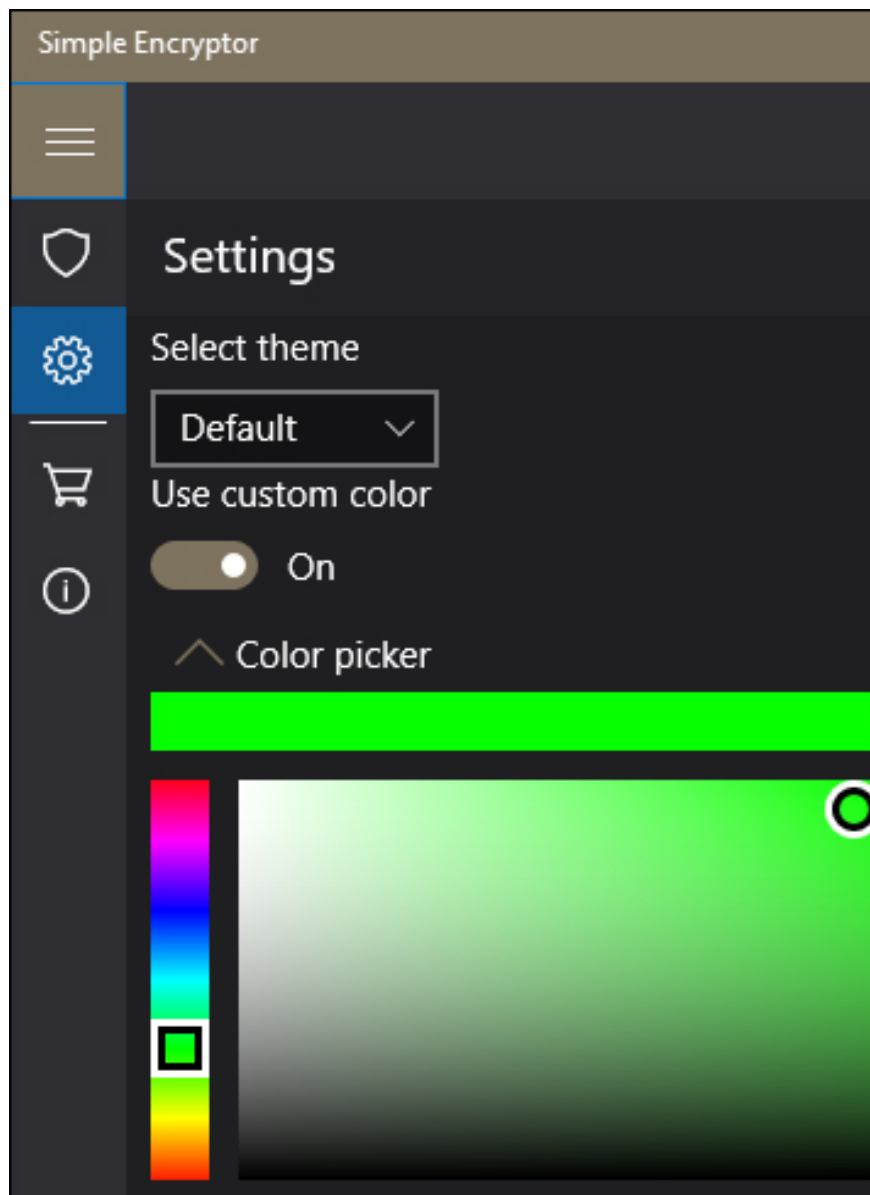 Simple Encryptor
Settings
Select theme
Default
Use custom color
On
Color picker